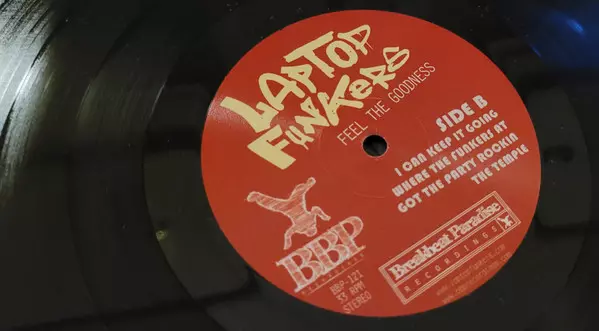 LAPTOP
FUNKERS
FEEL THE GOODNESS
SIDE B
I CAN KEEP IT GOING
WHERE THE FUNKERS AT
GOT THE PARTY ROCKIN
THE TEMPLE
BBP
BBP-121
33 RPM
STEREO
Breakbeat Paradise
RECORDINGS